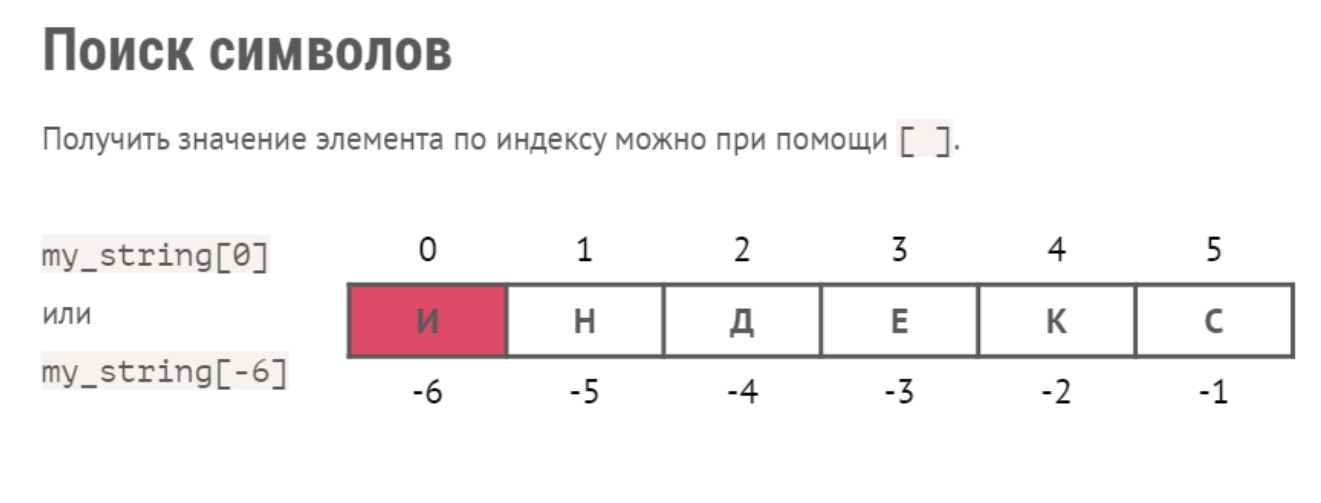 Поиск символов
Получить значение элемента по индексу можно при помощи [ ].
my_string[0]
или
my_string[-6]
0 1 2 3 4 5
И Н Д Е К С
-6 -5 -4 -3 -2 -1